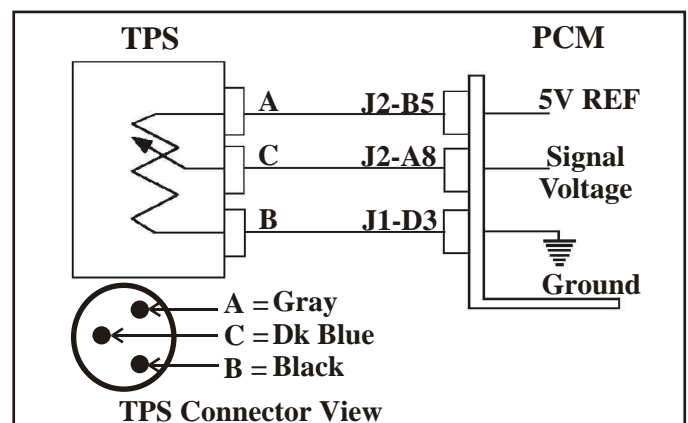 TPS PCM
A J2-B5 5V REF
C J2-A8 Signal
Voltage
B J1-D3
Ground
A = Gray
C = Dk Blue
B = Black
TPS Connector View